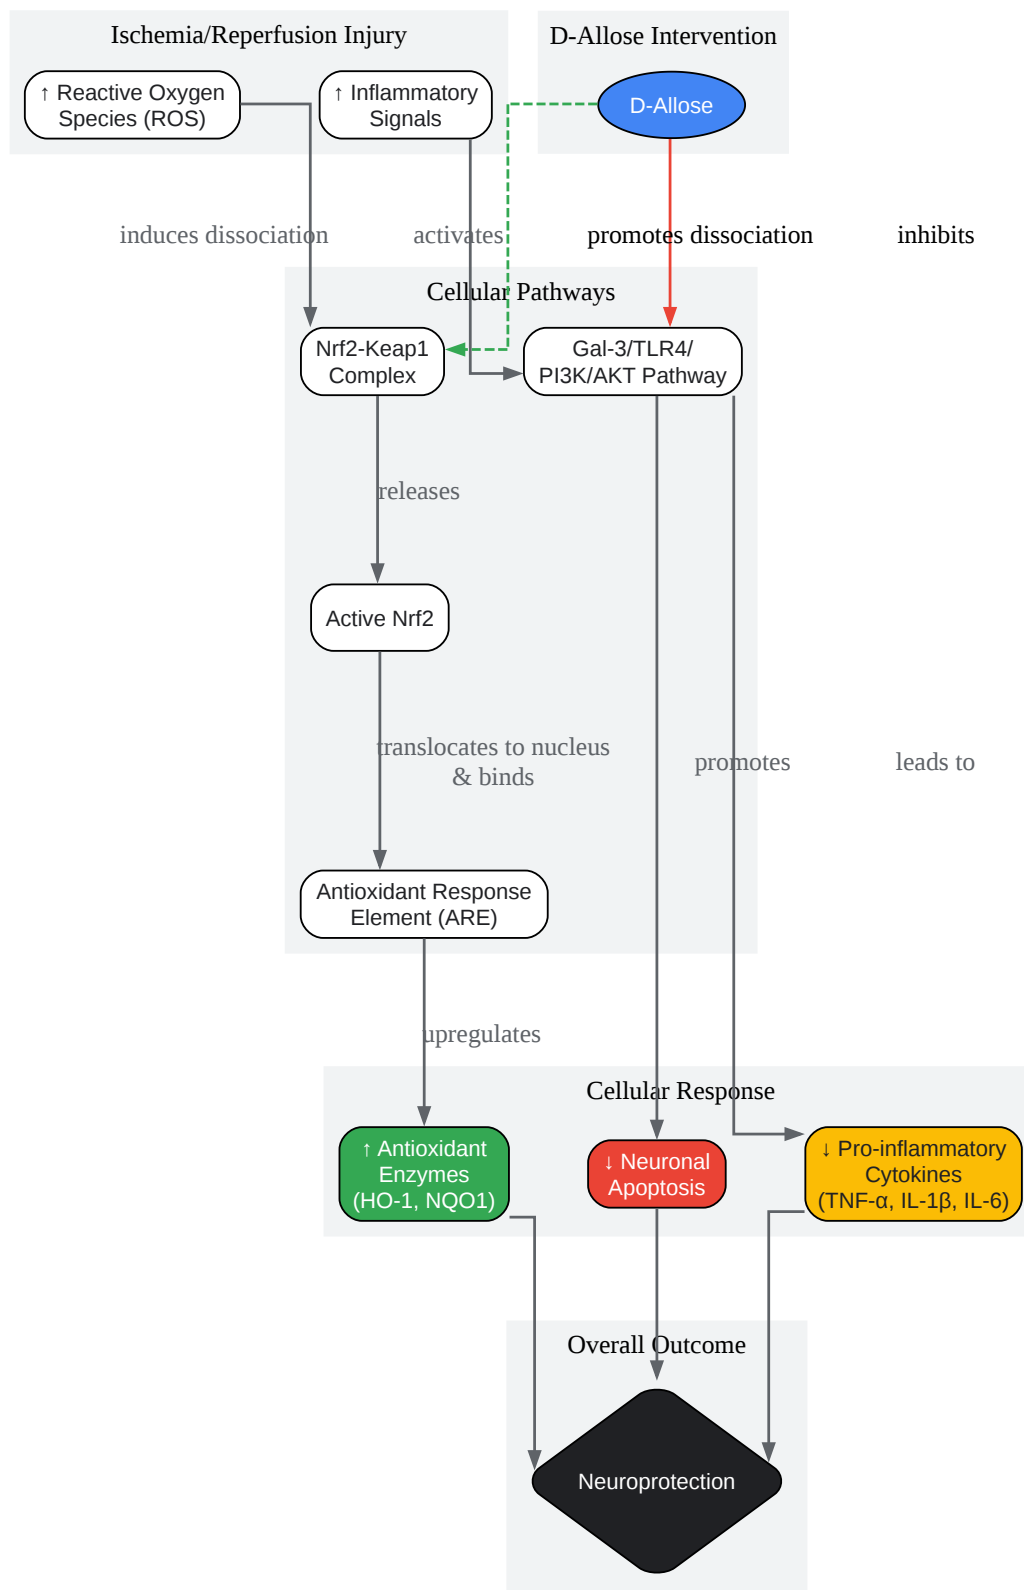 Ischemia/Reperfusion Injury
D-Allose Intervention
↑ Reactive Oxygen
Species (ROS)
↑ Inflammatory
Signals
D-Allose
induces dissociation
activates
promotes dissociation
inhibits
Cellular Pathways
Nrf2-Keap1
Complex
Gal-3/TLR4/
PI3K/AKT Pathway
releases
Active Nrf2
translocates to nucleus
& binds
promotes
leads to
Antioxidant Response
Element (ARE)
upregulates
Cellular Response
↑ Antioxidant
Enzymes
(HO-1, NQO1)
↓ Neuronal
Apoptosis
↓ Pro-inflammatory
Cytokines
(TNF-α, IL-1β, IL-6)
Overall Outcome
Neuroprotection